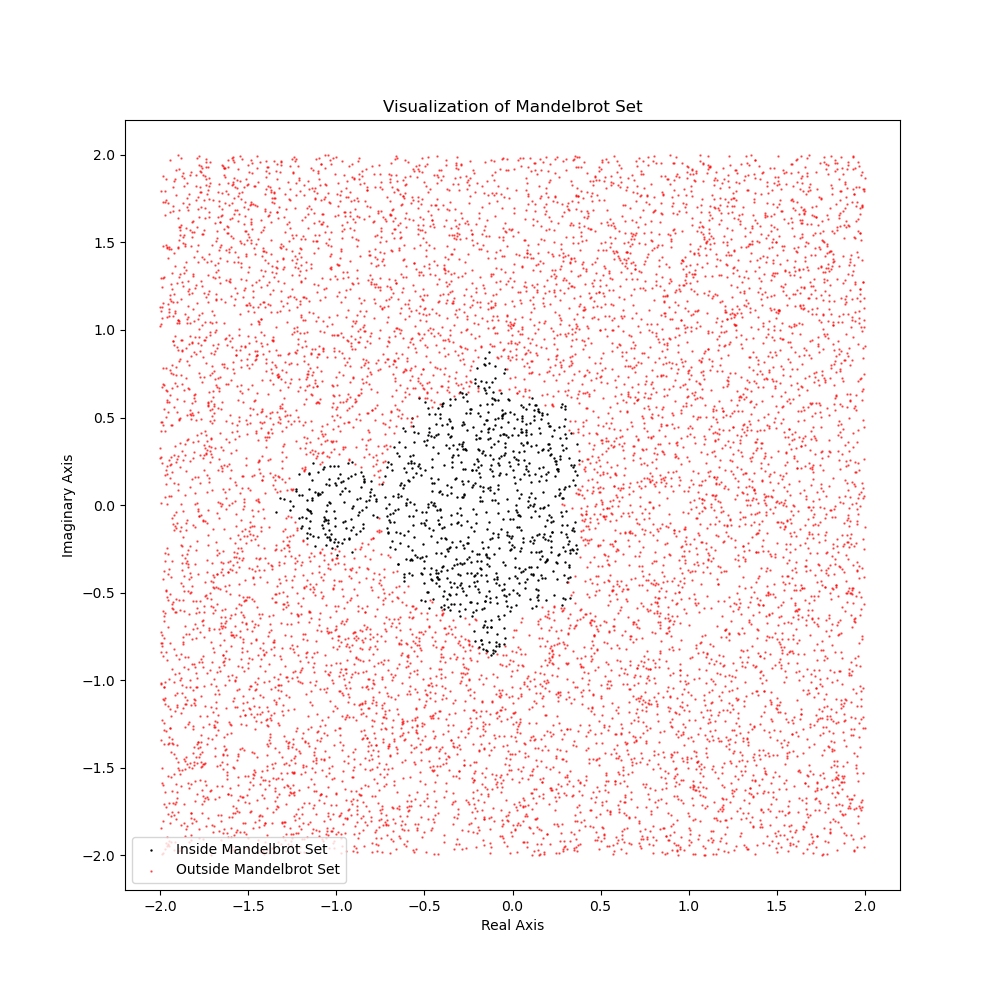 Visualization of Mandelbrot Set
2.0
1.5
1.0
0.5
0.0
−0.5
−1.0
−1.5
−2.0
Imaginary Axis
Inside Mandelbrot Set
Outside Mandelbrot Set
−2.0 −1.5 −1.0 −0.5 0.0 0.5 1.0 1.5 2.0
Real Axis